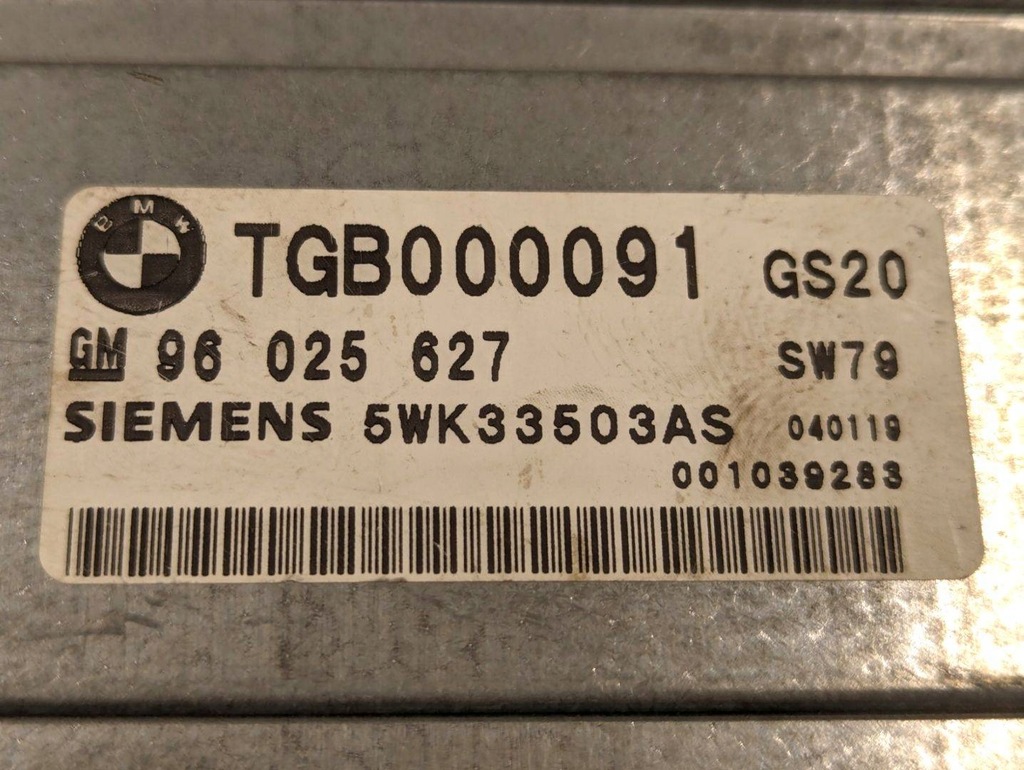 BMW TGB000091 GS20
GM 96 025 627 SW79
SIEMENS 5WK33503AS 040119
001039283